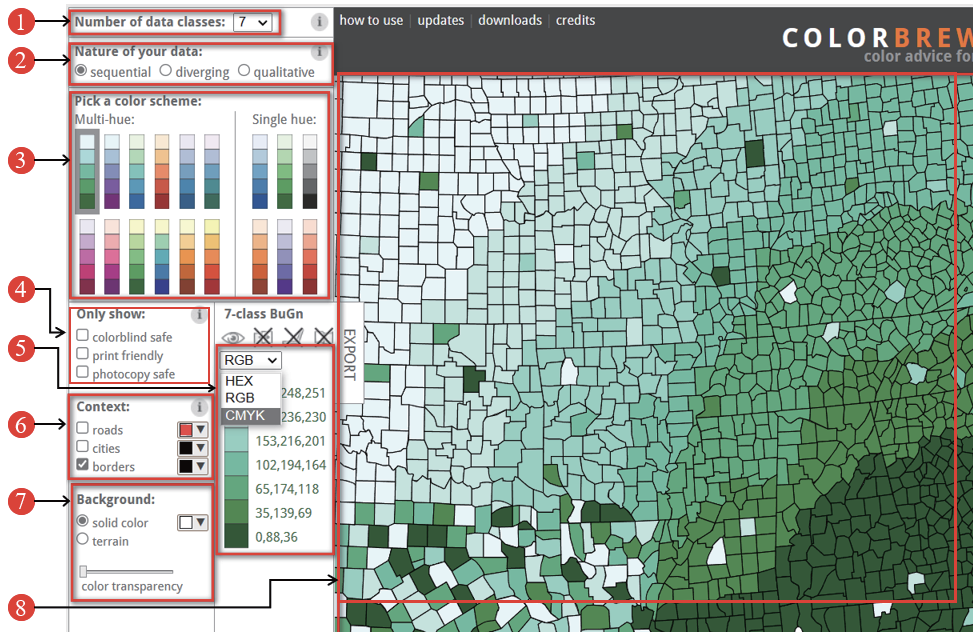 1
Number of data classes: 7
i
how to use | updates | downloads | credits
COLORBREW
color advice fo
2
Nature of your data:
i
sequential diverging qualitative
3
Pick a color scheme:
Multi-hue:
Single hue:
4
Only show:
i
colorblind safe
print friendly
photocopy safe
7-class BuGn
EXPORT
5
RGB
HEX
RGB
CMYK
248,251
236,230
153,216,201
102,194,164
65,174,118
35,139,69
0,88,36
6
Context:
i
roads
cities
borders
7
Background:
solid color
terrain
color transparency
8